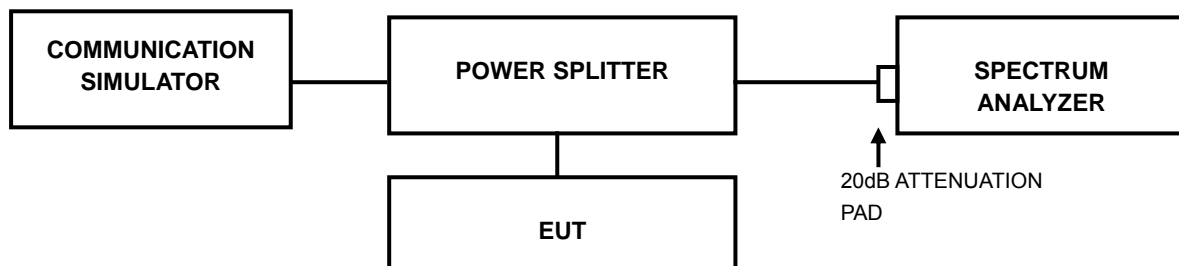 COMMUNICATION
SIMULATOR
POWER SPLITTER
SPECTRUM
ANALYZER
20dB ATTENUATION
PAD
EUT